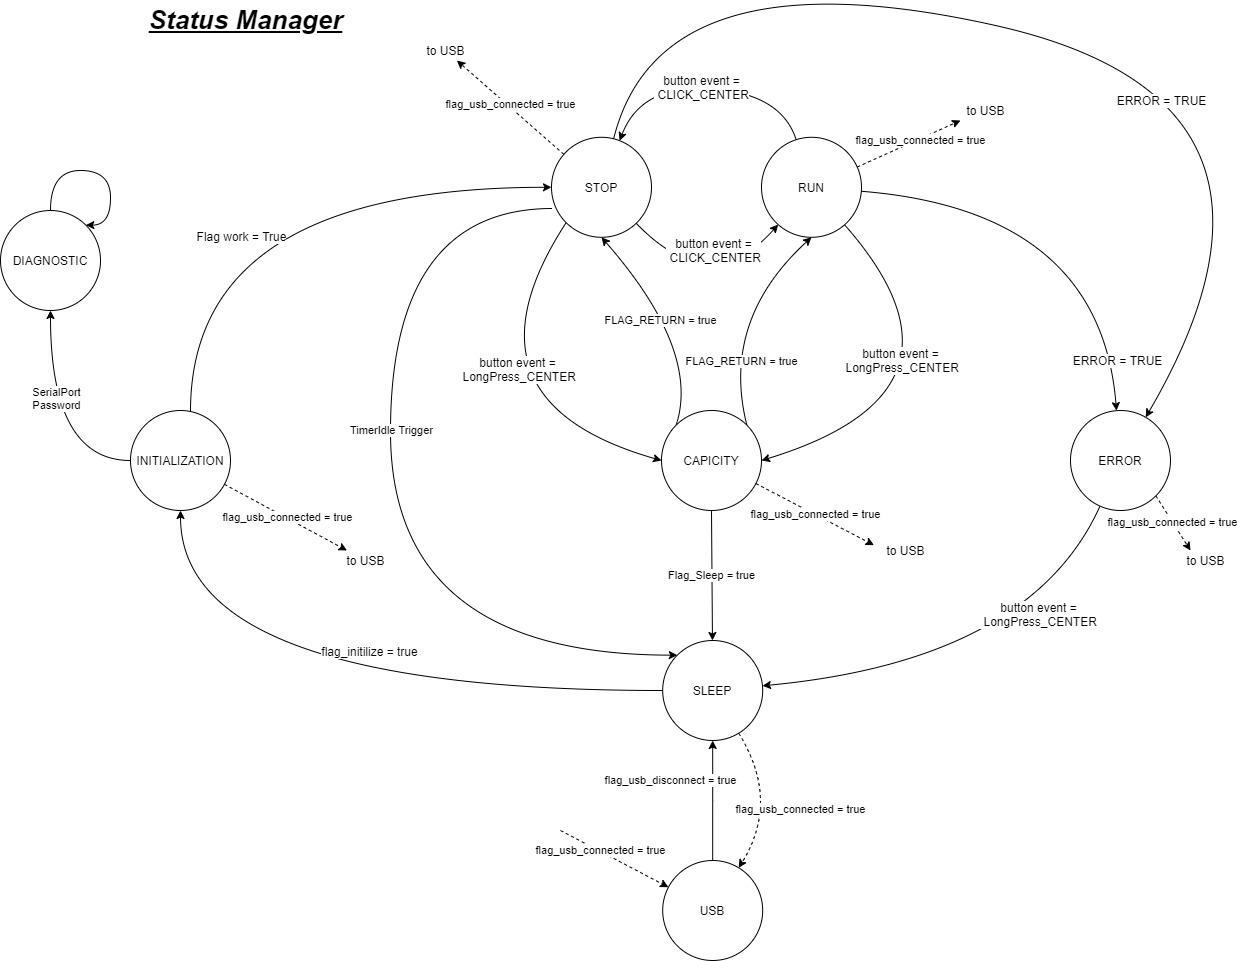 Status Manager
to USB
button event =
CLICK_CENTER
flag_usb_connected = true
ERROR = TRUE
to USB
flag_usb_connected = true
STOP
RUN
Flag work = True
button event =
CLICK_CENTER
DIAGNOSTIC
FLAG_RETURN = true
button event =
LongPress_CENTER
FLAG_RETURN = true
button event =
LongPress_CENTER
ERROR = TRUE
SerialPort
Password
TimerIdle Trigger
INITIALIZATION
CAPICITY
ERROR
flag_usb_connected = true
flag_usb_connected = true
flag_usb_connected = true
to USB
to USB
to USB
Flag_Sleep = true
button event =
LongPress_CENTER
flag_initilize = true
SLEEP
flag_usb_disconnect = true
flag_usb_connected = true
flag_usb_connected = true
USB